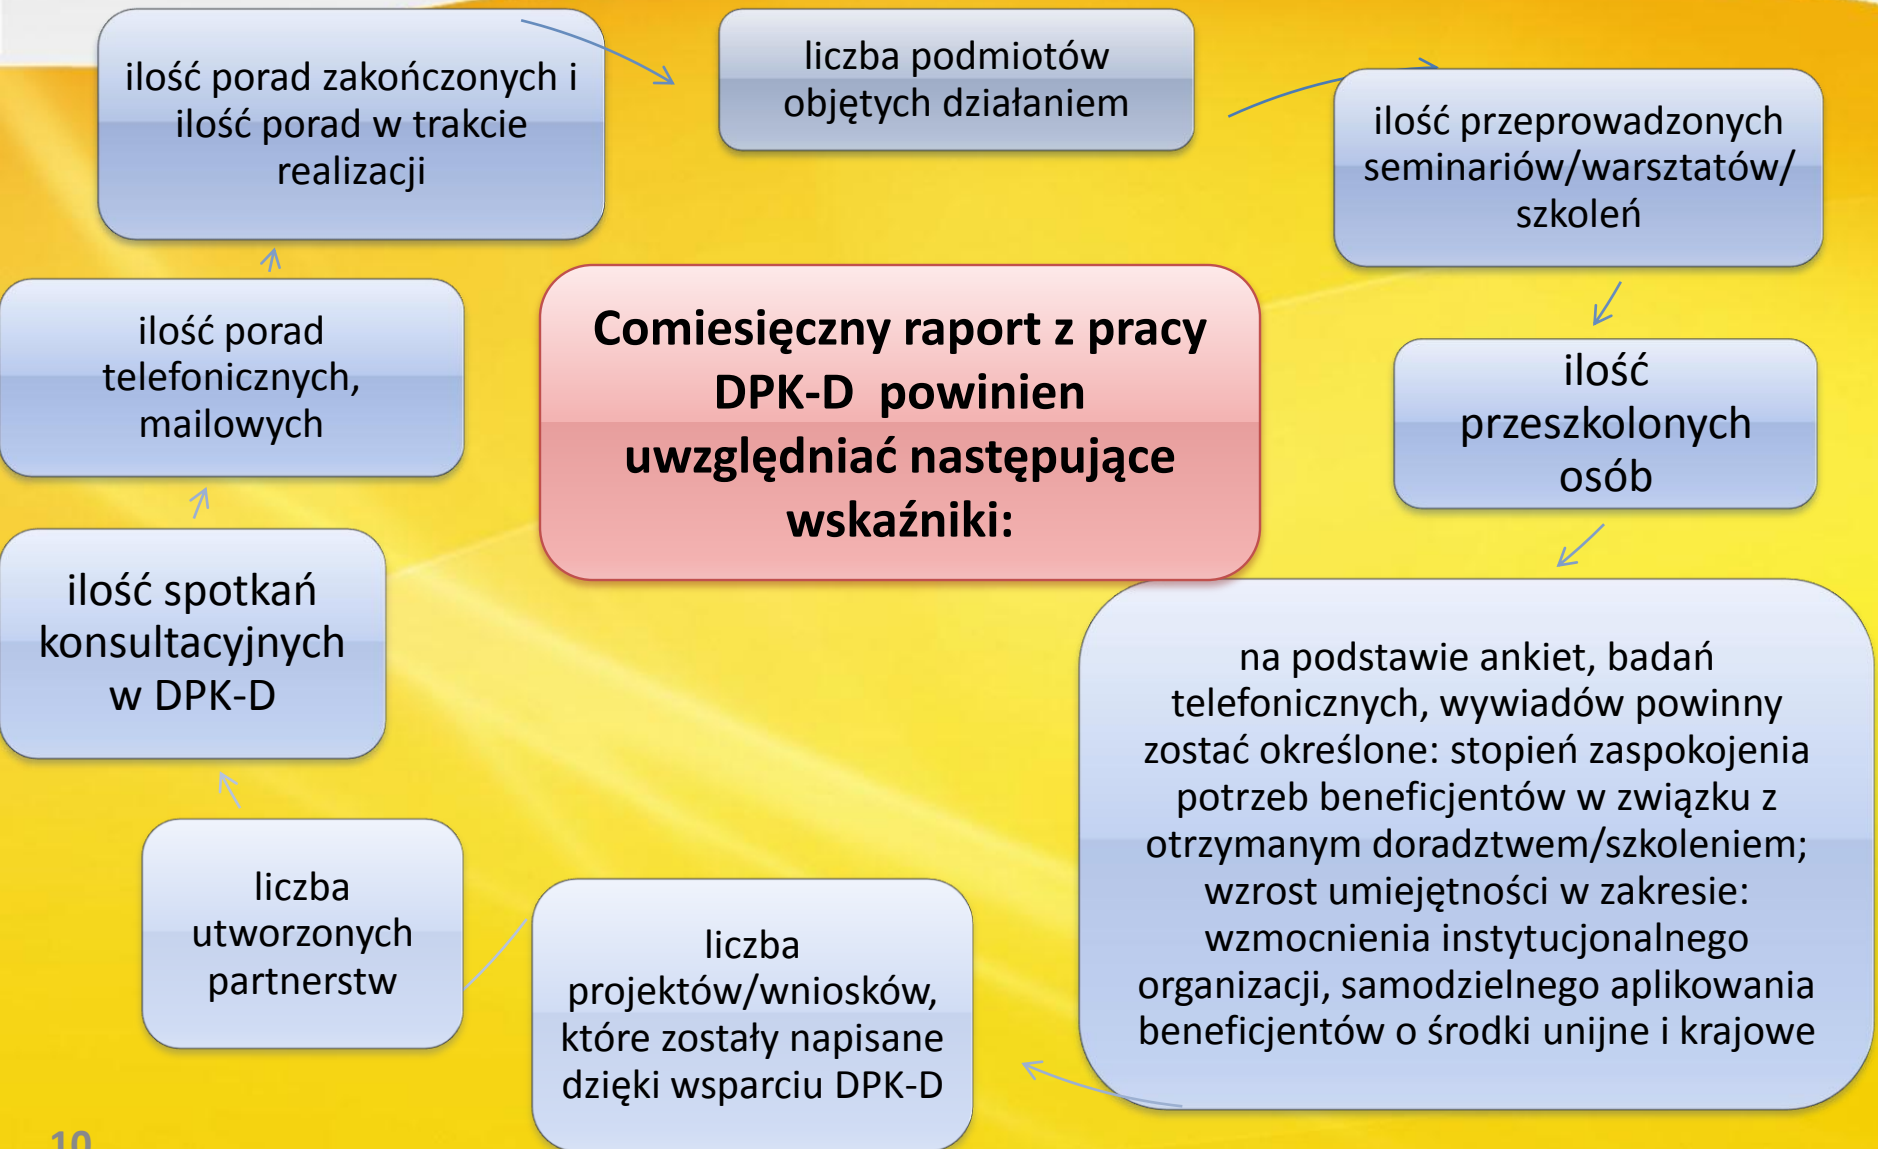 ilość porad zakończonych i
ilość porad w trakcie
realizacji
liczba podmiotów
objętych działaniem
ilość przeprowadzonych
seminariów/warsztatów/
szkoleń
ilość
przeszkolonych
osób
na podstawie ankiet, badań
telefonicznych, wywiadów powinny
zostać określone: stopień zaspokojenia
potrzeb beneficjentów w związku z
otrzymanym doradztwem/szkoleniem;
wzrost umiejętności w zakresie:
wzmocnienia instytucjonalnego
organizacji, samodzielnego aplikowania
beneficjentów o środki unijne i krajowe
liczba
projektów/wniosków,
które zostały napisane
dzięki wsparciu DPK-D
liczba
utworzonych
partnerstw
ilość spotkań
konsultacyjnych
w DPK-D
ilość porad
telefonicznych,
mailowych
Comiesięczny raport z pracy
DPK-D powinien
uwzględniać następujące
wskaźniki:
10